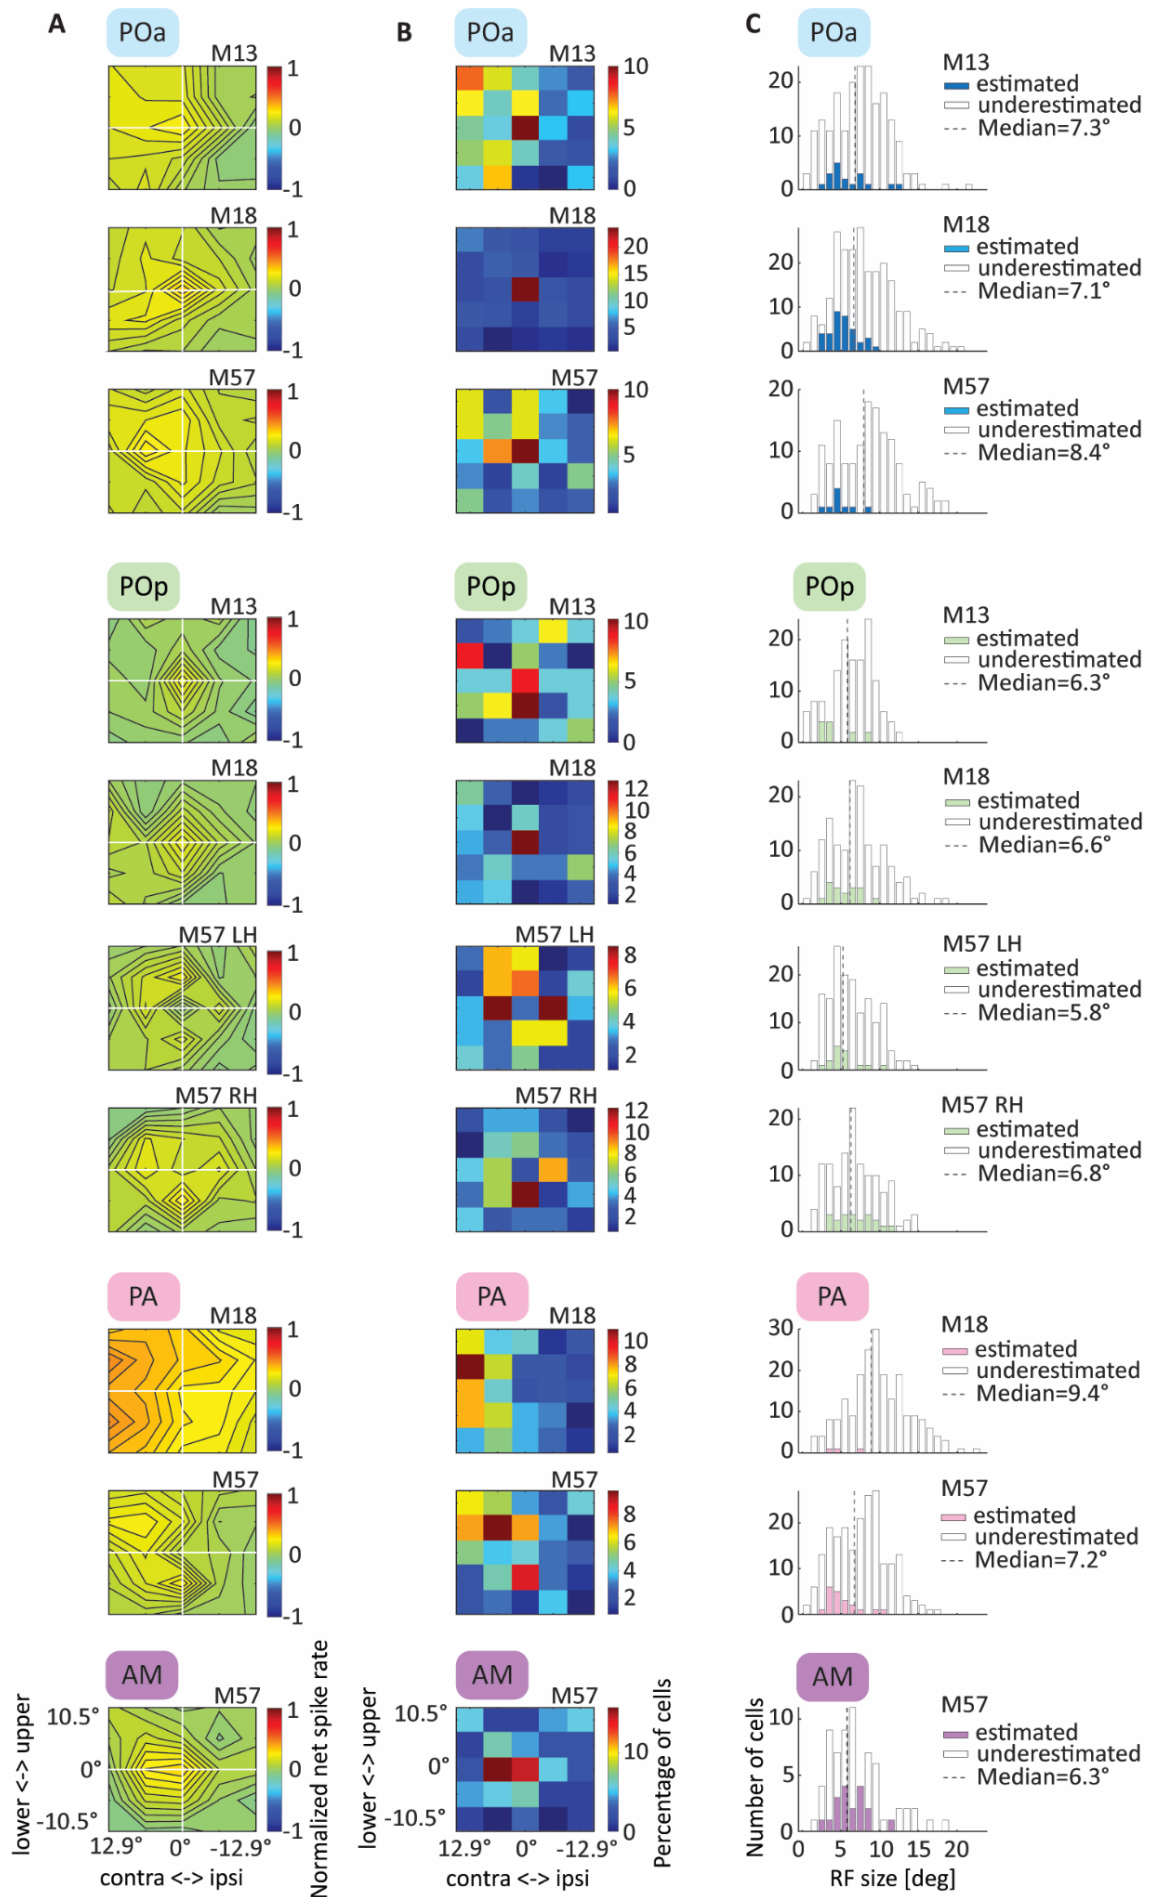 A
B
C
POa
POa
POa
M13
1
0
-1
M13
10
5
0
20
10
0
M13
estimated
underestimated
Median=7.3°
M18
1
0
-1
M18
20
15
10
5
20
10
0
M18
estimated
underestimated
Median=7.1°
M57
1
0
-1
M57
10
5
20
10
0
M57
estimated
underestimated
Median=8.4°
POp
POp
POp
M13
1
0
-1
M13
10
5
0
20
10
0
M13
estimated
underestimated
Median=6.3°
M18
1
0
-1
M18
12
10
8
6
4
2
20
10
0
M18
estimated
underestimated
Median=6.6°
M57 LH
1
0
-1
M57 LH
8
6
4
2
20
10
0
M57 LH
estimated
underestimated
Median=5.8°
M57 RH
1
0
-1
M57 RH
12
10
8
6
4
2
20
10
0
M57 RH
estimated
underestimated
Median=6.8°
PA
PA
PA
M18
1
0
-1
M18
10
8
6
4
2
30
20
10
0
M18
estimated
underestimated
Median=9.4°
M57
1
0
-1
M57
8
6
4
2
20
10
0
M57
estimated
underestimated
Median=7.2°
AM
AM
AM
M57
lower <-> upper
10.5°
0°
-10.5°
12.9° 0° -12.9°
contra <-> ipsi
1
0
-1
Normalized net spike rate
M57
lower <-> upper
10.5°
0°
-10.5°
12.9° 0° -12.9°
contra <-> ipsi
10
0
Percentage of cells
Number of cells
10
5
0
0 5 10 15 20
RF size [deg]
M57
estimated
underestimated
Median=6.3°